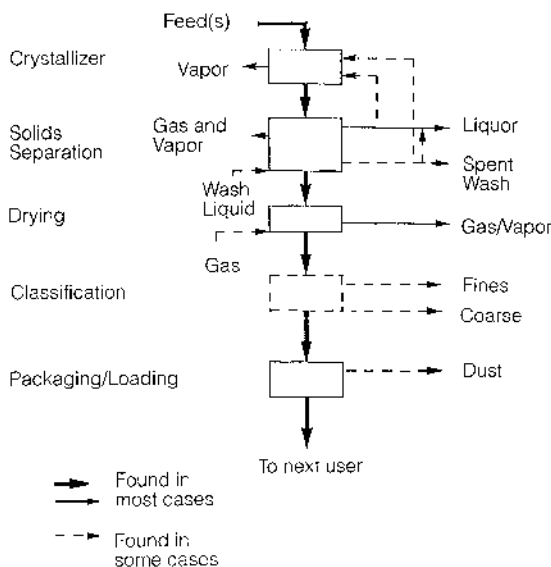 Feed(s)
Crystallizer
Vapor
Solids
Separation
Gas and
Vapor
Liquor
Spent
Wash
Wash
Liquid
Drying
Gas/Vapor
Gas
Classification
Fines
Coarse
Packaging/Loading
Dust
To next user
Found in
most cases
Found in
some cases